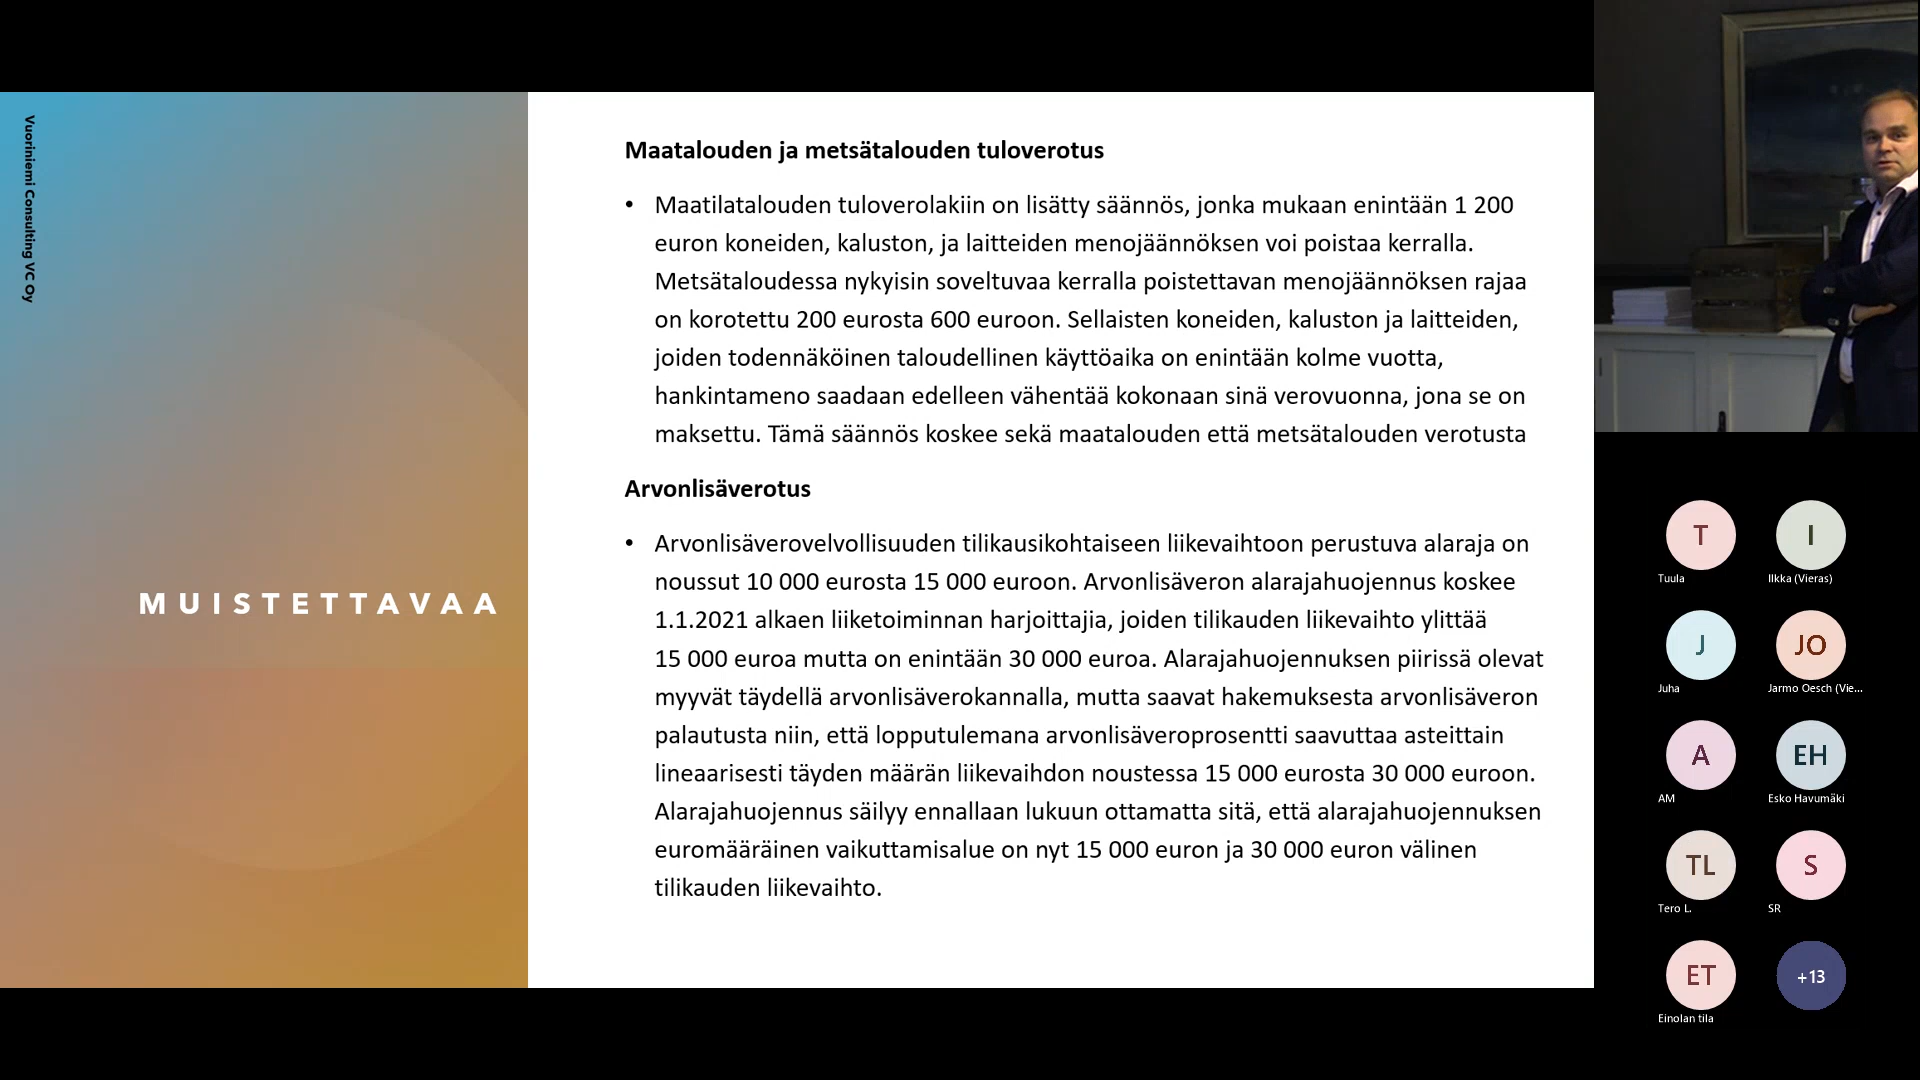 Vuoriniemi Consulting VC Oy
MUISTETTAVAA
Maatalouden ja metsätalouden tuloverotus
• Maatilatalouden tuloverolakiin on lisätty säännös, jonka mukaan enintään 1 200
euron koneiden, kaluston, ja laitteiden menojäännöksen voi poistaa kerralla.
Metsätaloudessa nykyisin soveltuvaa kerralla poistettavan menojäännöksen rajaa
on korotettu 200 eurosta 600 euroon. Sellaisten koneiden, kaluston ja laitteiden,
joiden todennäköinen taloudellinen käyttöaika on enintään kolme vuotta,
hankintameno saadaan edelleen vähentää kokonaan sinä verovuonna, jona se on
maksettu. Tämä säännös koskee sekä maatalouden että metsätalouden verotusta
Arvonlisäverotus
• Arvonlisäverovelvollisuuden tilikausikohtaiseen liikevaihtoon perustuva alaraja on
noussut 10 000 eurosta 15 000 euroon. Arvonlisäveron alarajahuojennus koskee
1.1.2021 alkaen liiketoiminnan harjoittajia, joiden tilikauden liikevaihto ylittää
15 000 euroa mutta on enintään 30 000 euroa. Alarajahuojennuksen piirissä olevat
myyvät täydellä arvonlisäverokannalla, mutta saavat hakemuksesta arvonlisäveron
palautusta niin, että lopputulemana arvonlisäveroprosentti saavuttaa asteittain
lineaarisesti täyden määrän liikevaihdon noustessa 15 000 eurosta 30 000 euroon.
Alarajahuojennus säilyy ennallaan lukuun ottamatta sitä, että alarajahuojennuksen
euromääräinen vaikuttamisalue on nyt 15 000 euron ja 30 000 euron välinen
tilikauden liikevaihto.
T
I
Tuula
Ilkka (Vieras)
J
JO
Juha
Jarmo Oesch (Vie...
A
EH
AM
Esko Havumäki
TL
S
Tero L.
SR
ET
+13
Einolan tila